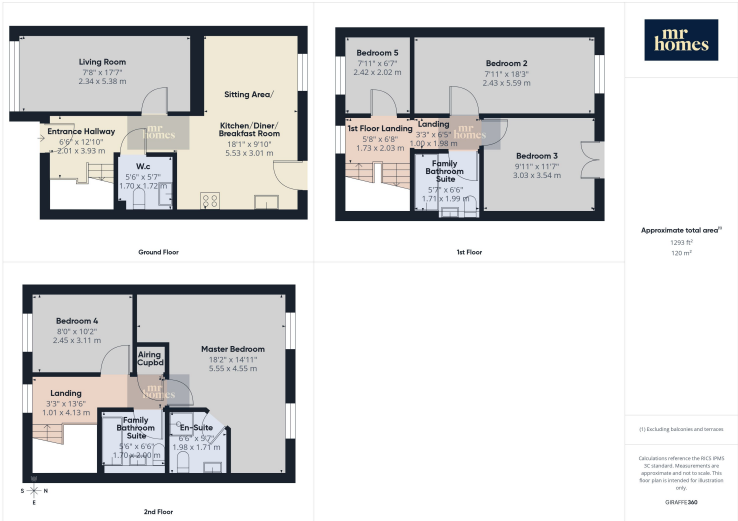 Living Room
7'8" x 17'7"
2.34 x 5.38 m
Sitting Area/
Kitchen/Diner/
Breakfast Room
18'1" x 9'10"
5.53 x 3.01 m
Entrance Hallway
6'6" x 12'10"
2.01 x 3.93 m
mr
homes
W.c
5'6" x 5'7"
1.70 x 1.72 m
Ground Floor
Bedroom 5
7'11" x 6'7"
2.42 x 2.02 m
Bedroom 2
7'11" x 18'3"
2.43 x 5.59 m
1st Floor Landing
5'8" x 6'8"
1.73 x 2.03 m
Landing
3'3" x 6'5"
1.00 x 1.98 m
mr
homes
Bedroom 3
9'11" x 11'7"
3.03 x 3.54 m
Family
Bathroom
Suite
5'7" x 6'6"
1.71 x 1.99 m
1st Floor
Bedroom 4
8'0" x 10'2"
2.45 x 3.11 m
Master Bedroom
18'2" x 14'11"
5.55 x 4.55 m
Airing
Cupbd
Landing
3'3" x 13'6"
1.01 x 4.13 m
mr
homes
Family
Bathroom
Suite
5'6" x 6'6"
1.70 x 2.00 m
En-Suite
6'6" x 5'7"
1.98 x 1.71 m
S N
E
2nd Floor
mr
homes
Approximate total area(1)
1293 ft²
120 m²
(1) Excluding balconies and terraces
Calculations reference the RICS IPMS
3C standard. Measurements are
approximate and not to scale. This
floor plan is intended for illustration
only.
GIRAFFE360